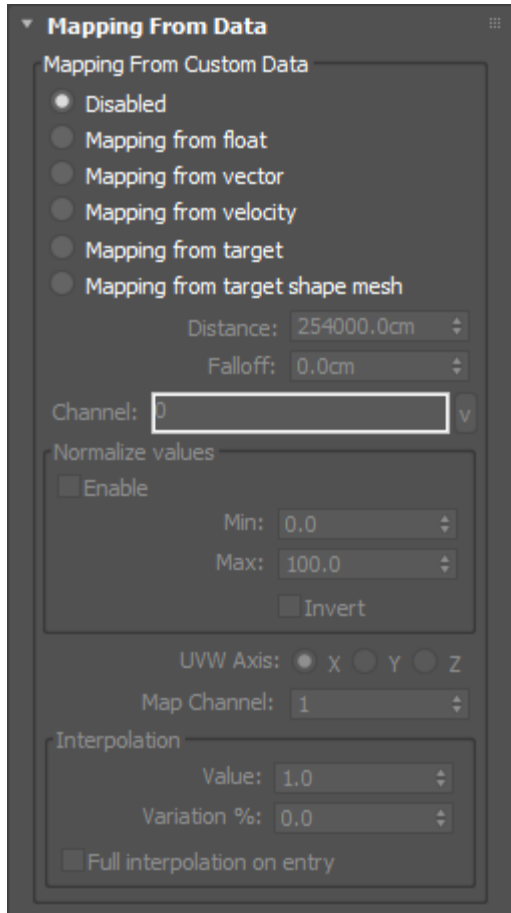 Mapping From Data
Mapping From Custom Data
Disabled
Mapping from float
Mapping from vector
Mapping from velocity
Mapping from target
Mapping from target shape mesh
Distance: 254000.0cm
Falloff: 0.0cm
Channel: 0 v
Normalize values
Enable
Min: 0.0
Max: 100.0
Invert
UVW Axis: X Y Z
Map Channel: 1
Interpolation
Value: 1.0
Variation %: 0.0
Full interpolation on entry